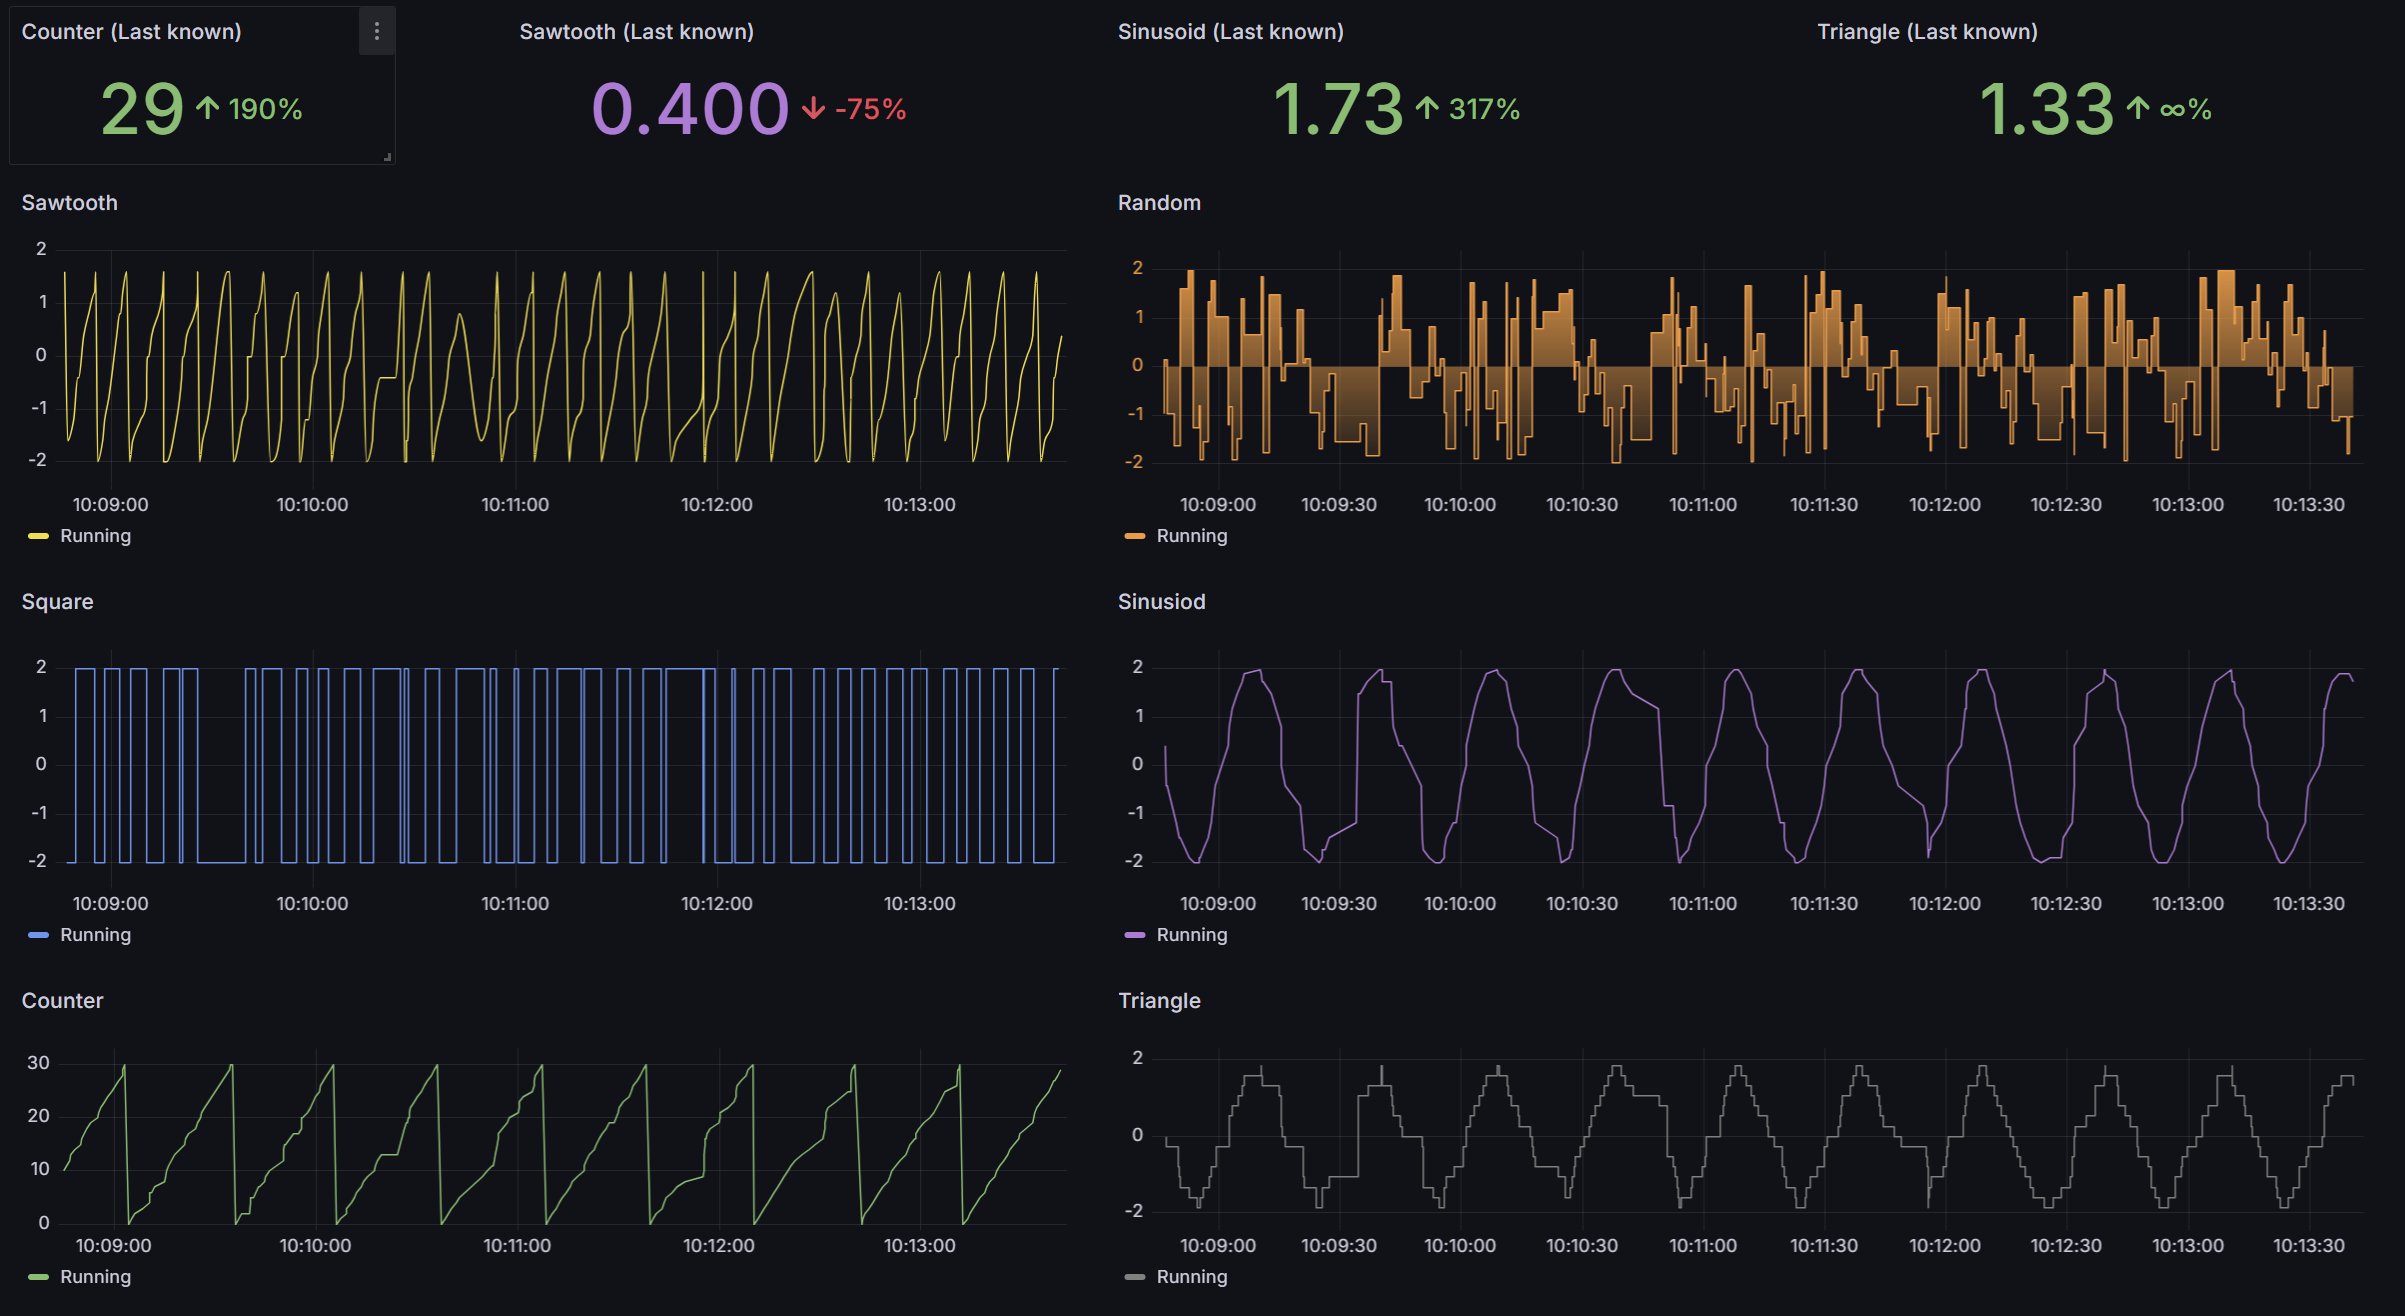 Counter (Last known)
29 ↑ 190%
Sawtooth (Last known)
0.400 ↓ -75%
Sinusoid (Last known)
1.73 ↑ 317%
Triangle (Last known)
1.33 ↑ ∞%
Sawtooth
2
1
0
-1
-2
10:09:00 10:10:00 10:11:00 10:12:00 10:13:00
Running
Random
2
1
0
-1
-2
10:09:00 10:09:30 10:10:00 10:10:30 10:11:00 10:11:30 10:12:00 10:12:30 10:13:00 10:13:30
Running
Square
2
1
0
-1
-2
10:09:00 10:10:00 10:11:00 10:12:00 10:13:00
Running
Sinusiod
2
1
0
-1
-2
10:09:00 10:09:30 10:10:00 10:10:30 10:11:00 10:11:30 10:12:00 10:12:30 10:13:00 10:13:30
Running
Counter
30
20
10
0
10:09:00 10:10:00 10:11:00 10:12:00 10:13:00
Running
Triangle
2
0
-2
10:09:00 10:09:30 10:10:00 10:10:30 10:11:00 10:11:30 10:12:00 10:12:30 10:13:00 10:13:30
Running